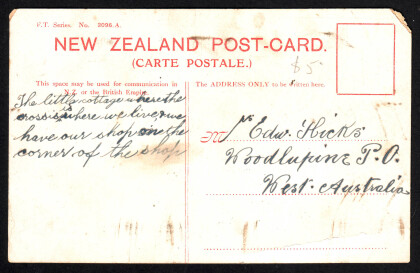 F.T. Series. No. 2096 A.
$5
NEW ZEALAND POST-CARD.
(CARTE POSTALE.)
This space may be used for communication in
N.Z. or the British Empire.
The ADDRESS ONLY to be written here.
The little cottage where the
cross is where we live, we
have our shop on the
corner of the shop
M r Edw. Hicks
Woodlupine P.O.
West Australia